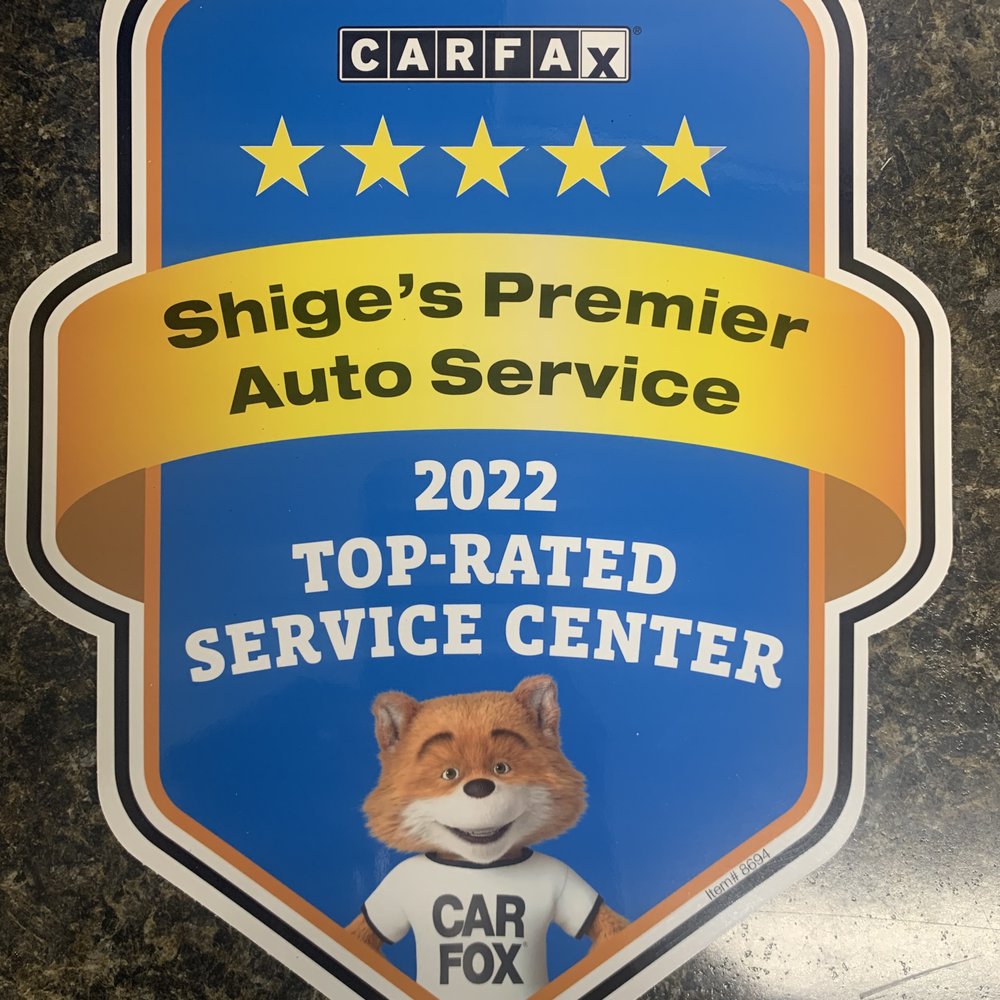 CARFAX®
Shige's Premier
Auto Service
2022
TOP-RATED
SERVICE CENTER
CAR
FOX®
Item# 8694